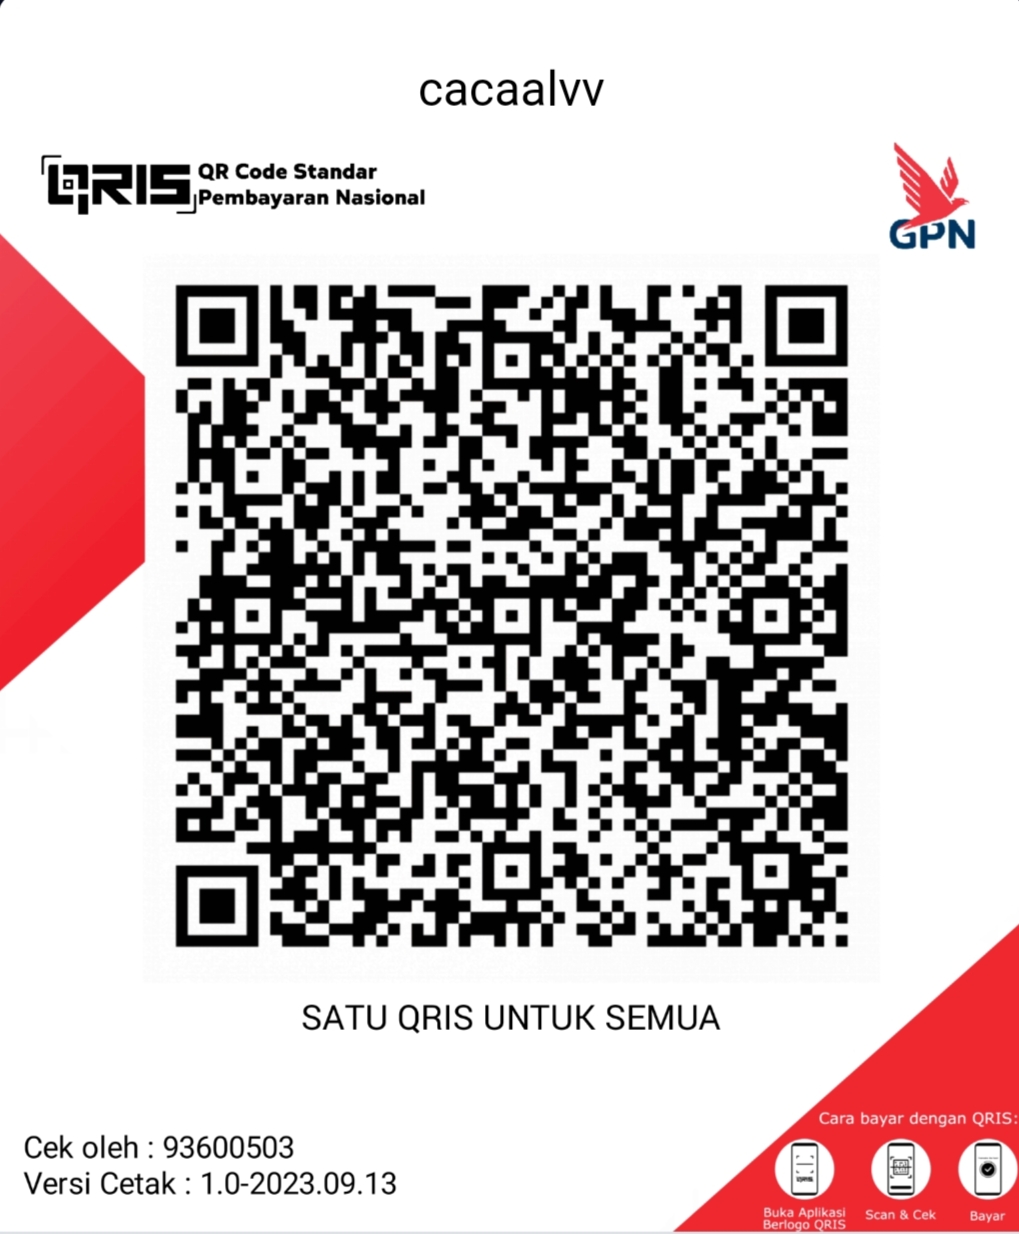 cacaalvv
QRIS
QR Code Standar
Pembayaran Nasional
GPN
SATU QRIS UNTUK SEMUA
Cek oleh : 93600503
Versi Cetak : 1.0-2023.09.13
Cara bayar dengan QRIS:
Buka Aplikasi
Berlogo QRIS
Scan & Cek
Bayar